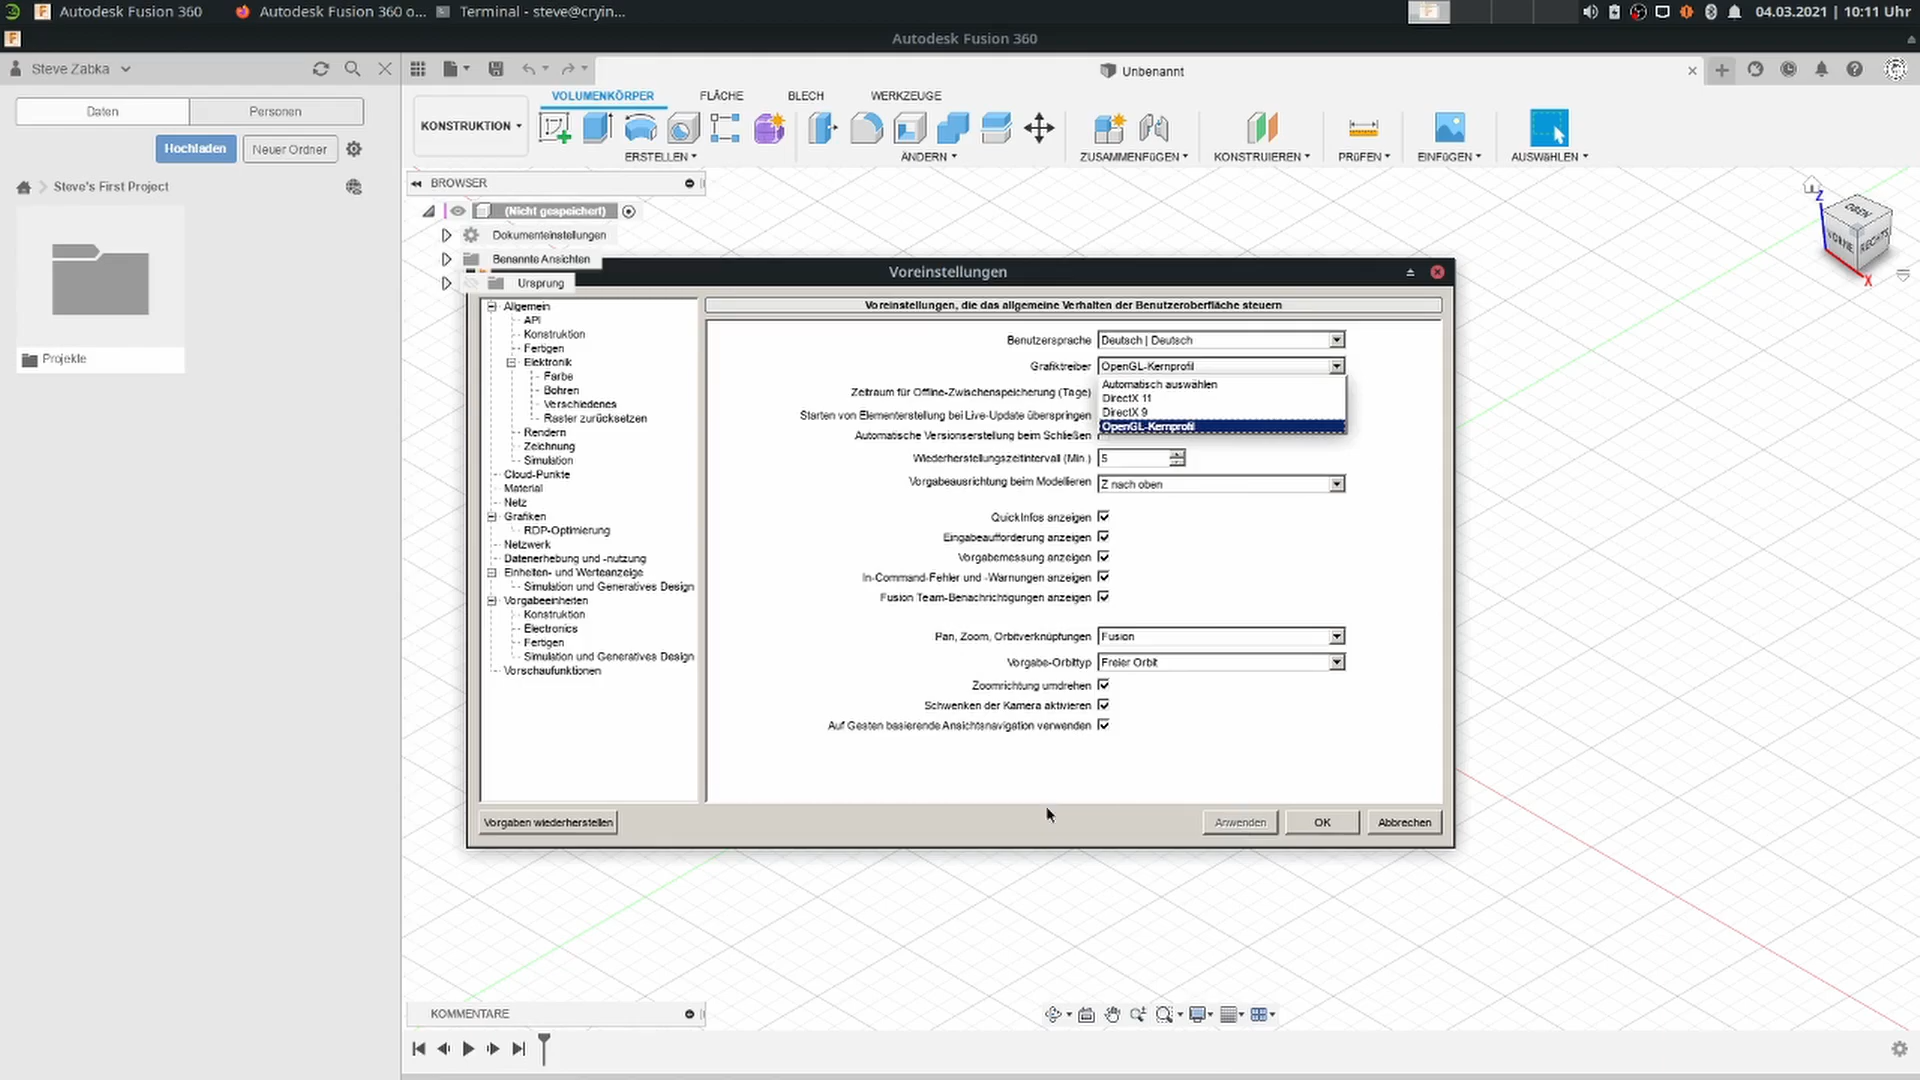 Autodesk Fusion 360
Autodesk Fusion 360 o...
Terminal - steve@cryin...
04.03.2021 | 10:11 Uhr
Autodesk Fusion 360
Steve Zabka
Unbenannt
Daten
Personen
VOLUMENKÖRPER
FLÄCHE
BLECH
WERKZEUGE
KONSTRUKTION
Hochladen
Neuer Ordner
ERSTELLEN
ÄNDERN
ZUSAMMENFÜGEN
KONSTRUIEREN
PRÜFEN
EINFÜGEN
AUSWÄHLEN
Steve's First Project
Projekte
BROWSER
(Nicht gespeichert)
Dokumenteinstellungen
Benannte Ansichten
Ursprung
Z
OBEN
VORNE
RECHTS
X
Voreinstellungen
Allgemein
API
Konstruktion
Fertigen
Elektronik
Farbe
Bohren
Verschiedenes
Raster zurücksetzen
Rendern
Zeichnung
Simulation
Cloud-Punkte
Material
Netz
Grafiken
RDP-Optimierung
Netzwerk
Datenerhebung und -nutzung
Einheiten- und Werteanzeige
Simulation und Generatives Design
Vorgabeeinheiten
Konstruktion
Electronics
Fertigen
Simulation und Generatives Design
Vorschaufunktionen
Voreinstellungen, die das allgemeine Verhalten der Benutzeroberfläche steuern
Benutzersprache Deutsch | Deutsch
Grafiktreiber OpenGL-Kernprofil
Automatisch auswählen
DirectX 11
DirectX 9
OpenGL-Kernprofil
Zeitraum für Offline-Zwischenspeicherung (Tage)
Starten von Elementerstellung bei Live-Update überspringen
Automatische Versionserstellung beim Schließen
Wiederherstellungszeitintervall (Min.) 5
Vorgabeausrichtung beim Modellieren Z nach oben
QuickInfos anzeigen
Eingabeaufforderung anzeigen
Vorgabemessung anzeigen
In-Command-Fehler und -Warnungen anzeigen
Fusion Team-Benachrichtigungen anzeigen
Pan, Zoom, Orbitverknüpfungen Fusion
Vorgabe-Orbittyp Freier Orbit
Zoomrichtung umdrehen
Schwenken der Kamera aktivieren
Auf Gesten basierende Ansichtsnavigation verwenden
Vorgaben wiederherstellen
Anwenden
OK
Abbrechen
KOMMENTARE